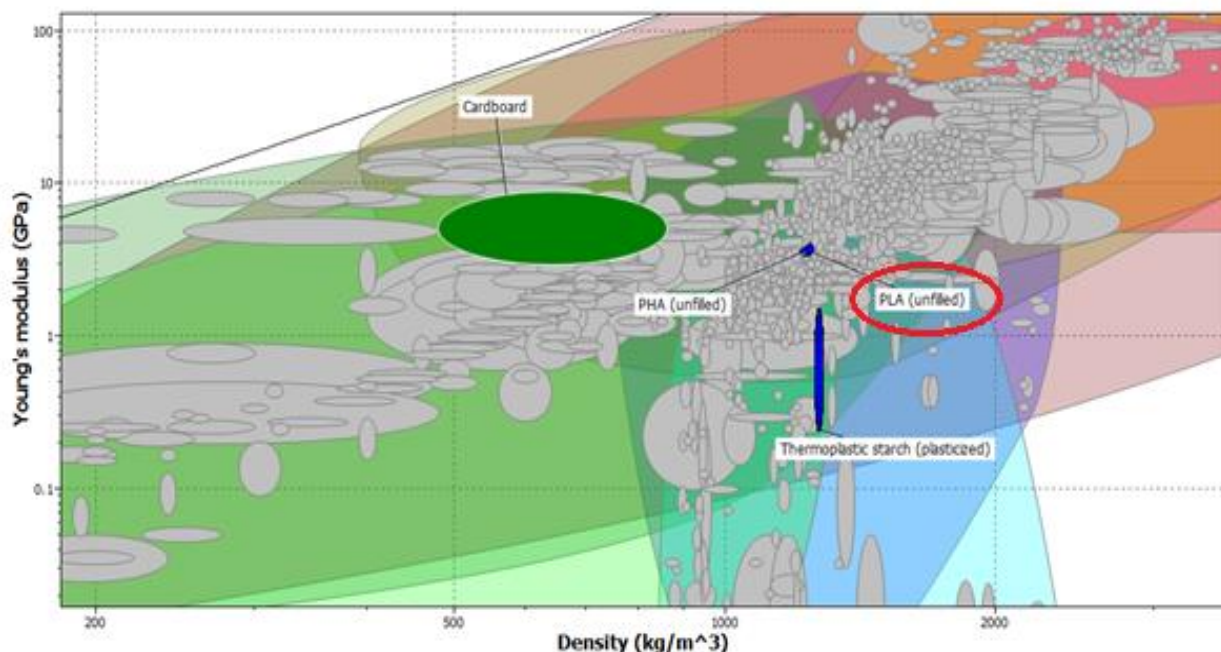 100
Cardboard
10
Young's modulus (GPa)
PHA (unfilled)
PLA (unfilled)
1
Thermoplastic starch (plasticized)
0.1
200
500
1000
2000
Density (kg/m^3)